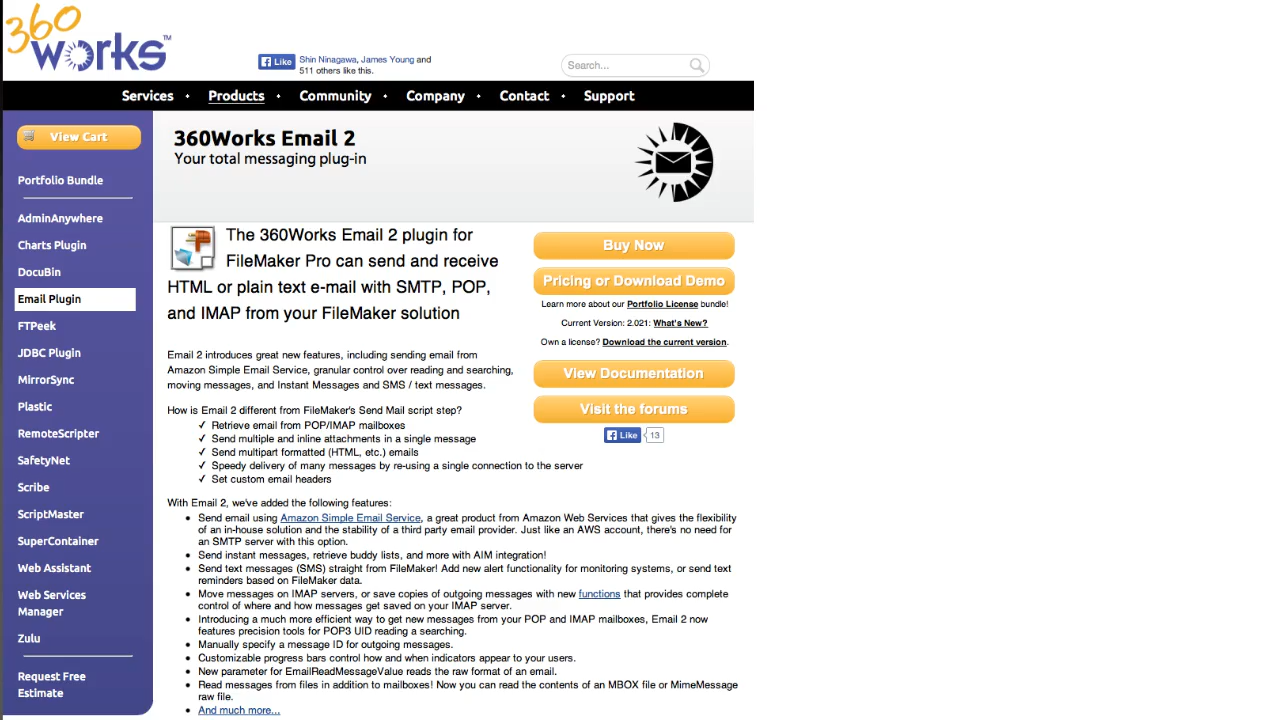 360
works™
Like
Shin Ninagawa, James Young and
511 others like this.
Search...
Services • Products • Community • Company • Contact • Support
View Cart
Portfolio Bundle
AdminAnywhere
Charts Plugin
DocuBin
Email Plugin
FTPeek
JDBC Plugin
MirrorSync
Plastic
RemoteScripter
SafetyNet
Scribe
ScriptMaster
SuperContainer
Web Assistant
Web Services
Manager
Zulu
Request Free
Estimate
360Works Email 2
Your total messaging plug-in
The 360Works Email 2 plugin for
FileMaker Pro can send and receive
HTML or plain text e-mail with SMTP, POP,
and IMAP from your FileMaker solution
Buy Now
Pricing or Download Demo
Learn more about our Portfolio License bundle!
Current Version: 2.021: What's New?
Own a license? Download the current version.
View Documentation
Visit the forums
Like 13
Email 2 introduces great new features, including sending email from
Amazon Simple Email Service, granular control over reading and searching,
moving messages, and Instant Messages and SMS / text messages.
How is Email 2 different from FileMaker's Send Mail script step?
✓ Retrieve email from POP/IMAP mailboxes
✓ Send multiple and inline attachments in a single message
✓ Send multipart formatted (HTML, etc.) emails
✓ Speedy delivery of many messages by re-using a single connection to the server
✓ Set custom email headers
With Email 2, we've added the following features:
• Send email using Amazon Simple Email Service, a great product from Amazon Web Services that gives the flexibility
of an in-house solution and the stability of a third party email provider. Just like an AWS account, there's no need for
an SMTP server with this option.
• Send instant messages, retrieve buddy lists, and more with AIM integration!
• Send text messages (SMS) straight from FileMaker! Add new alert functionality for monitoring systems, or send text
reminders based on FileMaker data.
• Move messages on IMAP servers, or save copies of outgoing messages with new functions that provides complete
control of where and how messages get saved on your IMAP server.
• Introducing a much more efficient way to get new messages from your POP and IMAP mailboxes, Email 2 now
features precision tools for POP3 UID reading a searching.
• Manually specify a message ID for outgoing messages.
• Customizable progress bars control how and when indicators appear to your users.
• New parameter for EmailReadMessageValue reads the raw format of an email.
• Read messages from files in addition to mailboxes! Now you can read the contents of an MBOX file or MimeMessage
raw file.
• And much more...